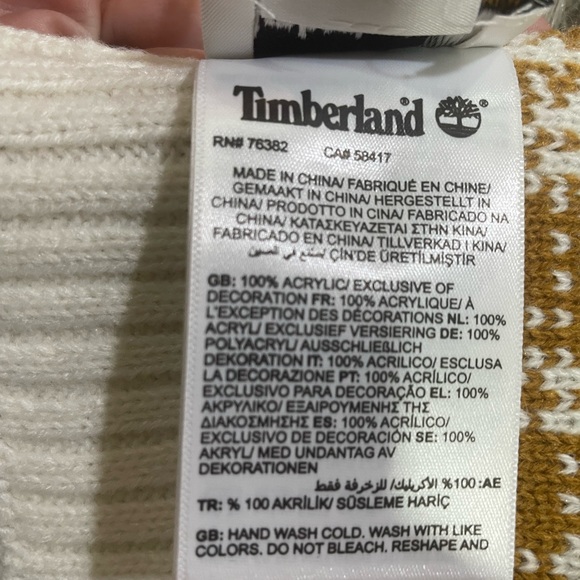 Timberland®
RN# 76382 CA# 58417
MADE IN CHINA/ FABRIQUÉ EN CHINE/
GEMAAKT IN CHINA/ HERGESTELLT IN
CHINA/ PRODOTTO IN CINA/ FABRICADO NA
CHINA/ ΚΑΤΑΣΚΕΥΑΖΕΤΑΙ ΣΤΗΝ ΚΙΝΑ/
FABRICADO EN CHINA/ TILLVERKAD I KINA/
صنع في الصين/ ÇİN'DE ÜRETİLMİŞTİR
GB: 100% ACRYLIC/ EXCLUSIVE OF
DECORATION FR: 100% ACRYLIQUE/ À
L'EXCEPTION DES DÉCORATIONS NL: 100%
ACRYL/ EXCLUSIEF VERSIERING DE: 100%
POLYACRYL/ AUSSCHLIEßLICH
DEKORATION IT: 100% ACRILICO/ ESCLUSA
LA DECORAZIONE PT: 100% ACRÍLICO/
EXCLUSIVO PARA DECORAÇÃO EL: 100%
ΑΚΡΥΛΙΚΟ/ ΕΞΑΙΡΟΥΜΕΝΗΣ ΤΗΣ
ΔΙΑΚΟΣΜΗΣΗΣ ES: 100% ACRÍLICO/
EXCLUSIVO DE DECORACIÓN SE: 100%
AKRYL/ MED UNDANTAG AV
DEKORATIONEN
AE: 100% الأكريليك/ للزخرفة فقط
TR: % 100 AKRİLİK/ SÜSLEME HARİÇ
GB: HAND WASH COLD. WASH WITH LIKE
COLORS. DO NOT BLEACH. RESHAPE AND